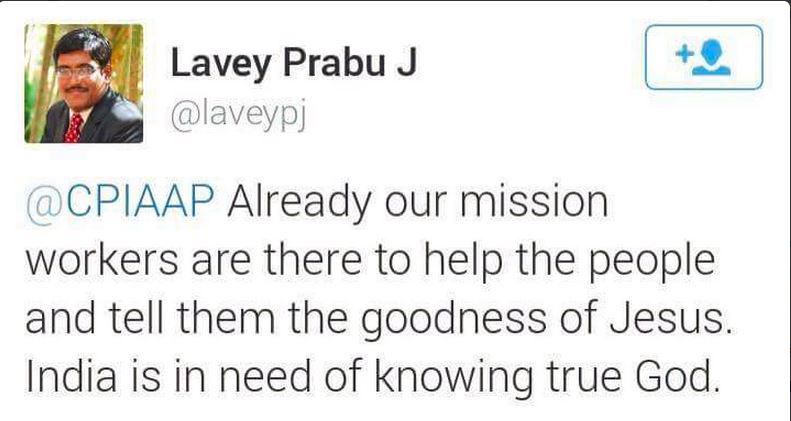 Lavey Prabu J
@laveypj
@CPIAAP Already our mission
workers are there to help the people
and tell them the goodness of Jesus.
India is in need of knowing true God.